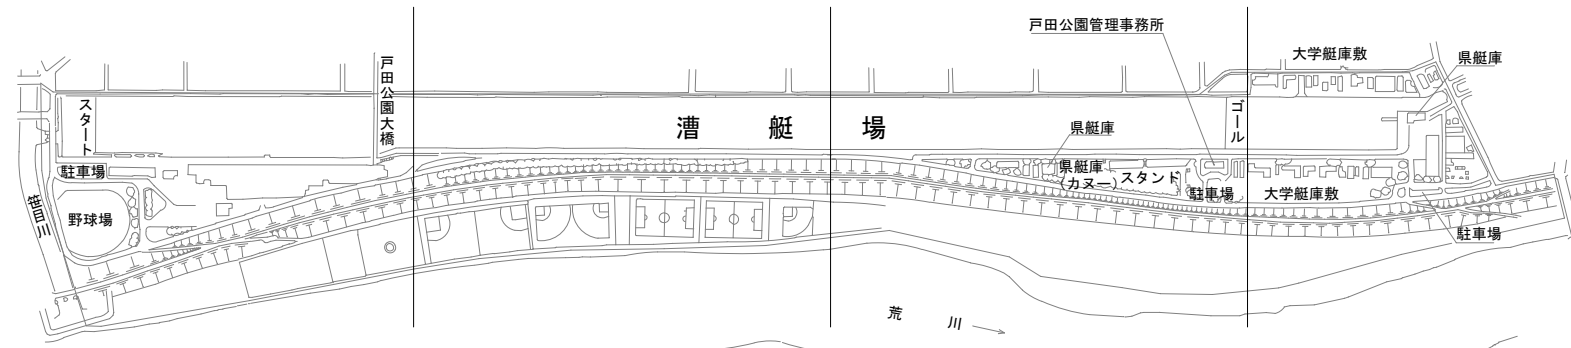 戸田公園管理事務所
大学艇庫敷
県艇庫
戸田公園大橋
スタート
ゴール
漕艇場
県艇庫
駐車場
県艇庫
(カヌー)
スタンド
駐車場
大学艇庫敷
笹目川
野球場
駐車場
荒川